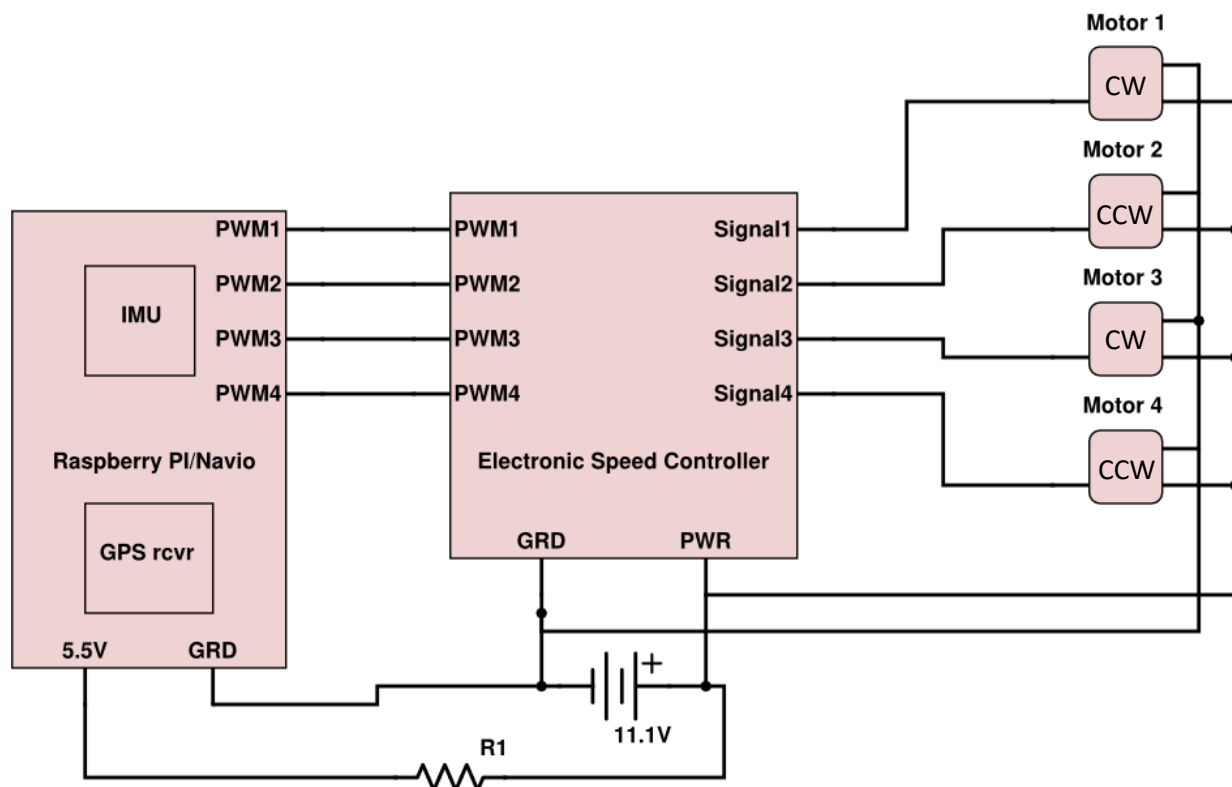 Motor 1
CW
Motor 2
CCW
Motor 3
CW
Motor 4
CCW
PWM1
PWM2
PWM3
PWM4
IMU
Raspberry PI/Navio
GPS rcvr
5.5V
GRD
PWM1
PWM2
PWM3
PWM4
Signal1
Signal2
Signal3
Signal4
Electronic Speed Controller
GRD
PWR
+
11.1V
R1